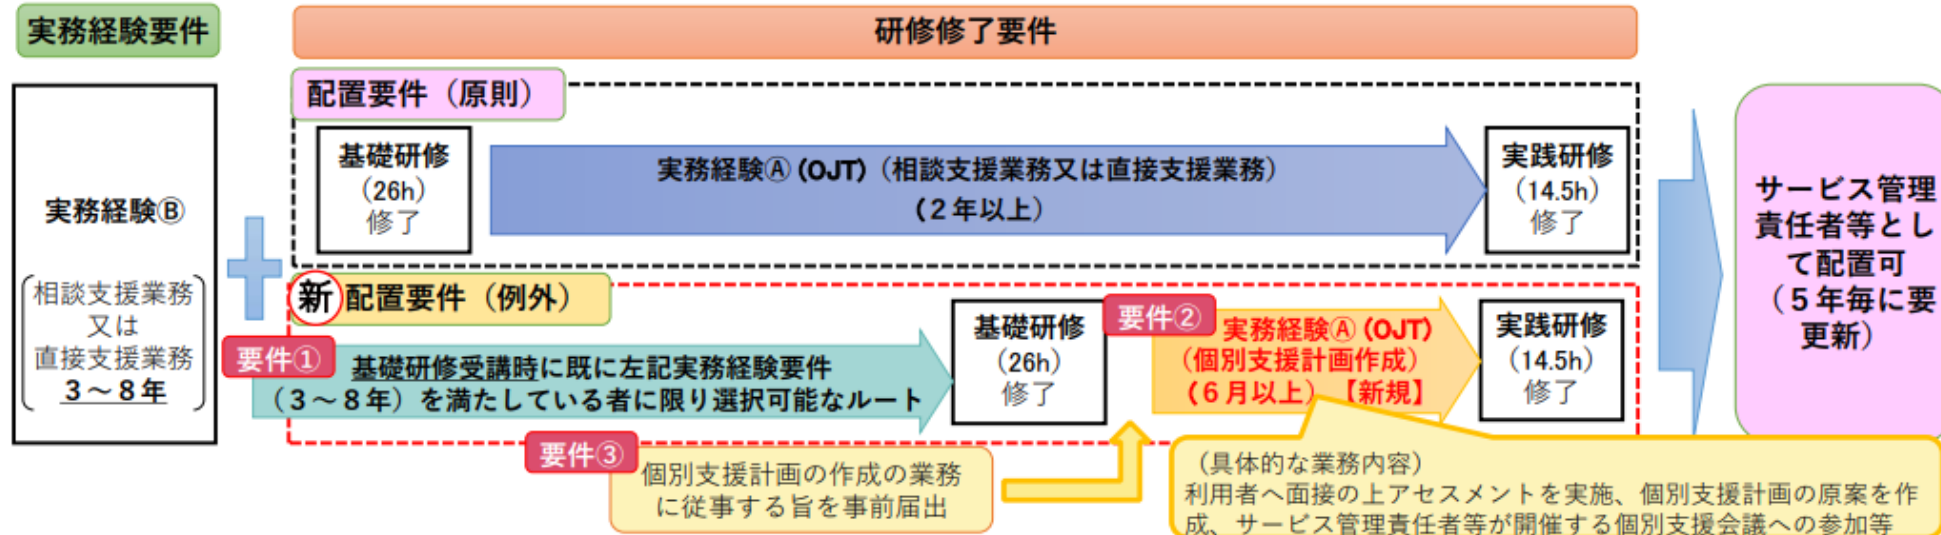 実務経験要件
研修修了要件
実務経験Ⓑ
相談支援業務
又は
直接支援業務
3～8年
配置要件（原則）
基礎研修
（26h）
修了
実務経験Ⓐ (OJT)（相談支援業務又は直接支援業務）
（２年以上）
実践研修
（14.5h）
修了
新 配置要件（例外）
要件①
基礎研修受講時に既に左記実務経験要件
（３～８年）を満たしている者に限り選択可能なルート
基礎研修
（26h）
修了
要件②
実務経験Ⓐ (OJT)
（個別支援計画作成）
（６月以上）【新規】
実践研修
（14.5h）
修了
要件③
個別支援計画の作成の業務
に従事する旨を事前届出
（具体的な業務内容）
利用者へ面接の上アセスメントを実施、個別支援計画の原案を作
成、サービス管理責任者等が開催する個別支援会議への参加等
サービス管理
責任者等とし
て配置可
（５年毎に要
更新）